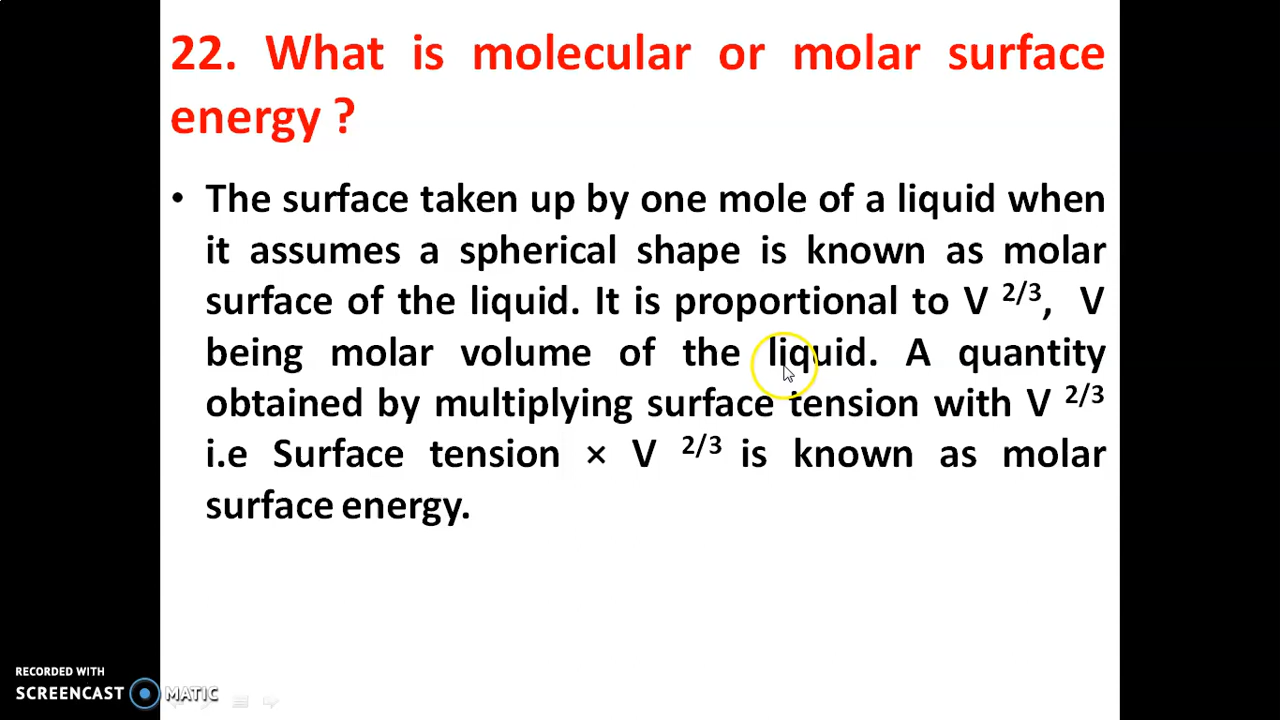 22. What is molecular or molar surface
energy ?
• The surface taken up by one mole of a liquid when
it assumes a spherical shape is known as molar
surface of the liquid. It is proportional to V 2/3, V
being molar volume of the liquid. A quantity
obtained by multiplying surface tension with V 2/3
i.e Surface tension × V 2/3 is known as molar
surface energy.
RECORDED WITH
SCREENCAST MATIC